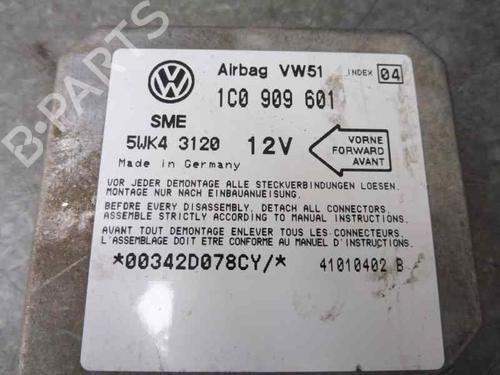 B-PARTS
VW
Airbag VW51 INDEX 04
1C0 909 601
SME
5WK4 3120 12V
VORNE
FORWARD
AVANT
Made in Germany
VOR JEDER DEMONTAGE ALLE STECKVERBINDUNGEN LOESEN.
MONTAGE NUR NACH EINBAUANWEISUNG.
BEFORE EVERY DISASSEMBLY, DETACH ALL CONNECTORS.
ASSEMBLE STRICTLY ACCORDING TO MANUAL INSTRUCTIONS.
AVANT TOUT DEMONTAGE ENLEVER TOUS LES CONNECTEURS.
L'ASSEMBLAGE DOIT ETRE CONFORME AU MANUEL D'INSTRUCTIONS.
*00342D078CY/* 41010402 B